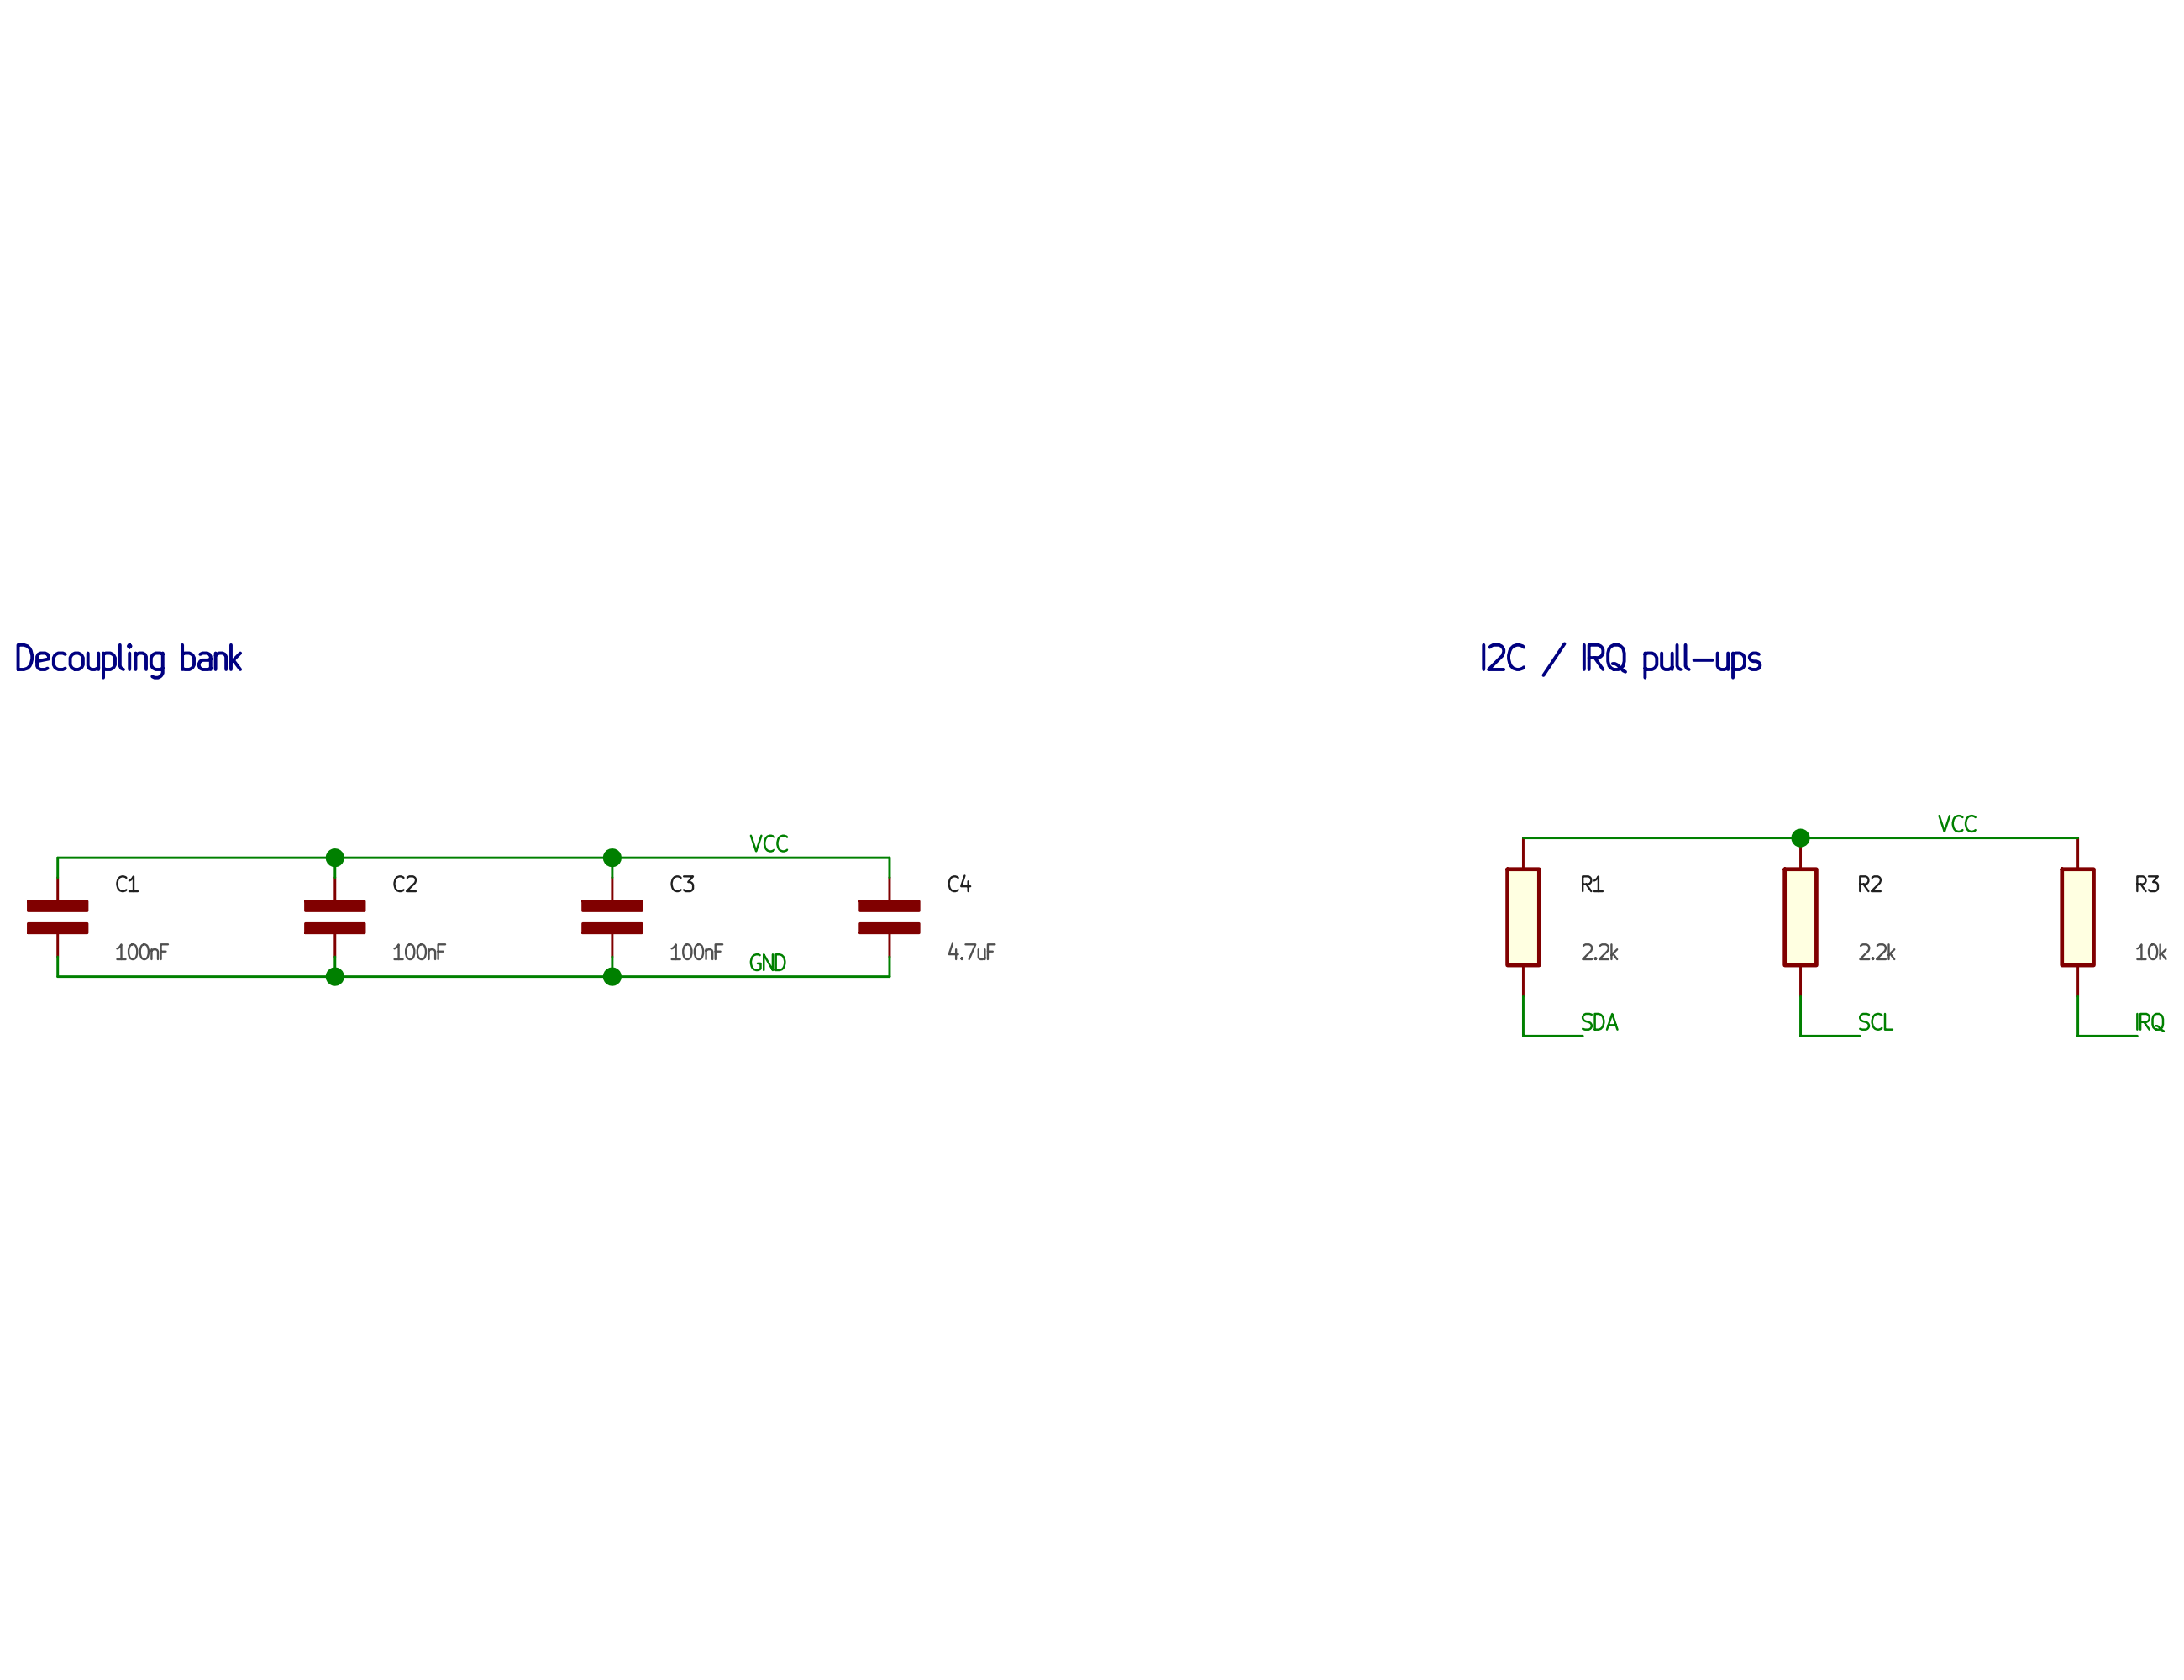 Decoupling bank
VCC
C1 C2 C3 C4
100nF 100nF 100nF 4.7uF
GND
I2C / IRQ pull-ups
VCC
R1 R2 R3
2.2k 2.2k 10k
SDA SCL IRQ